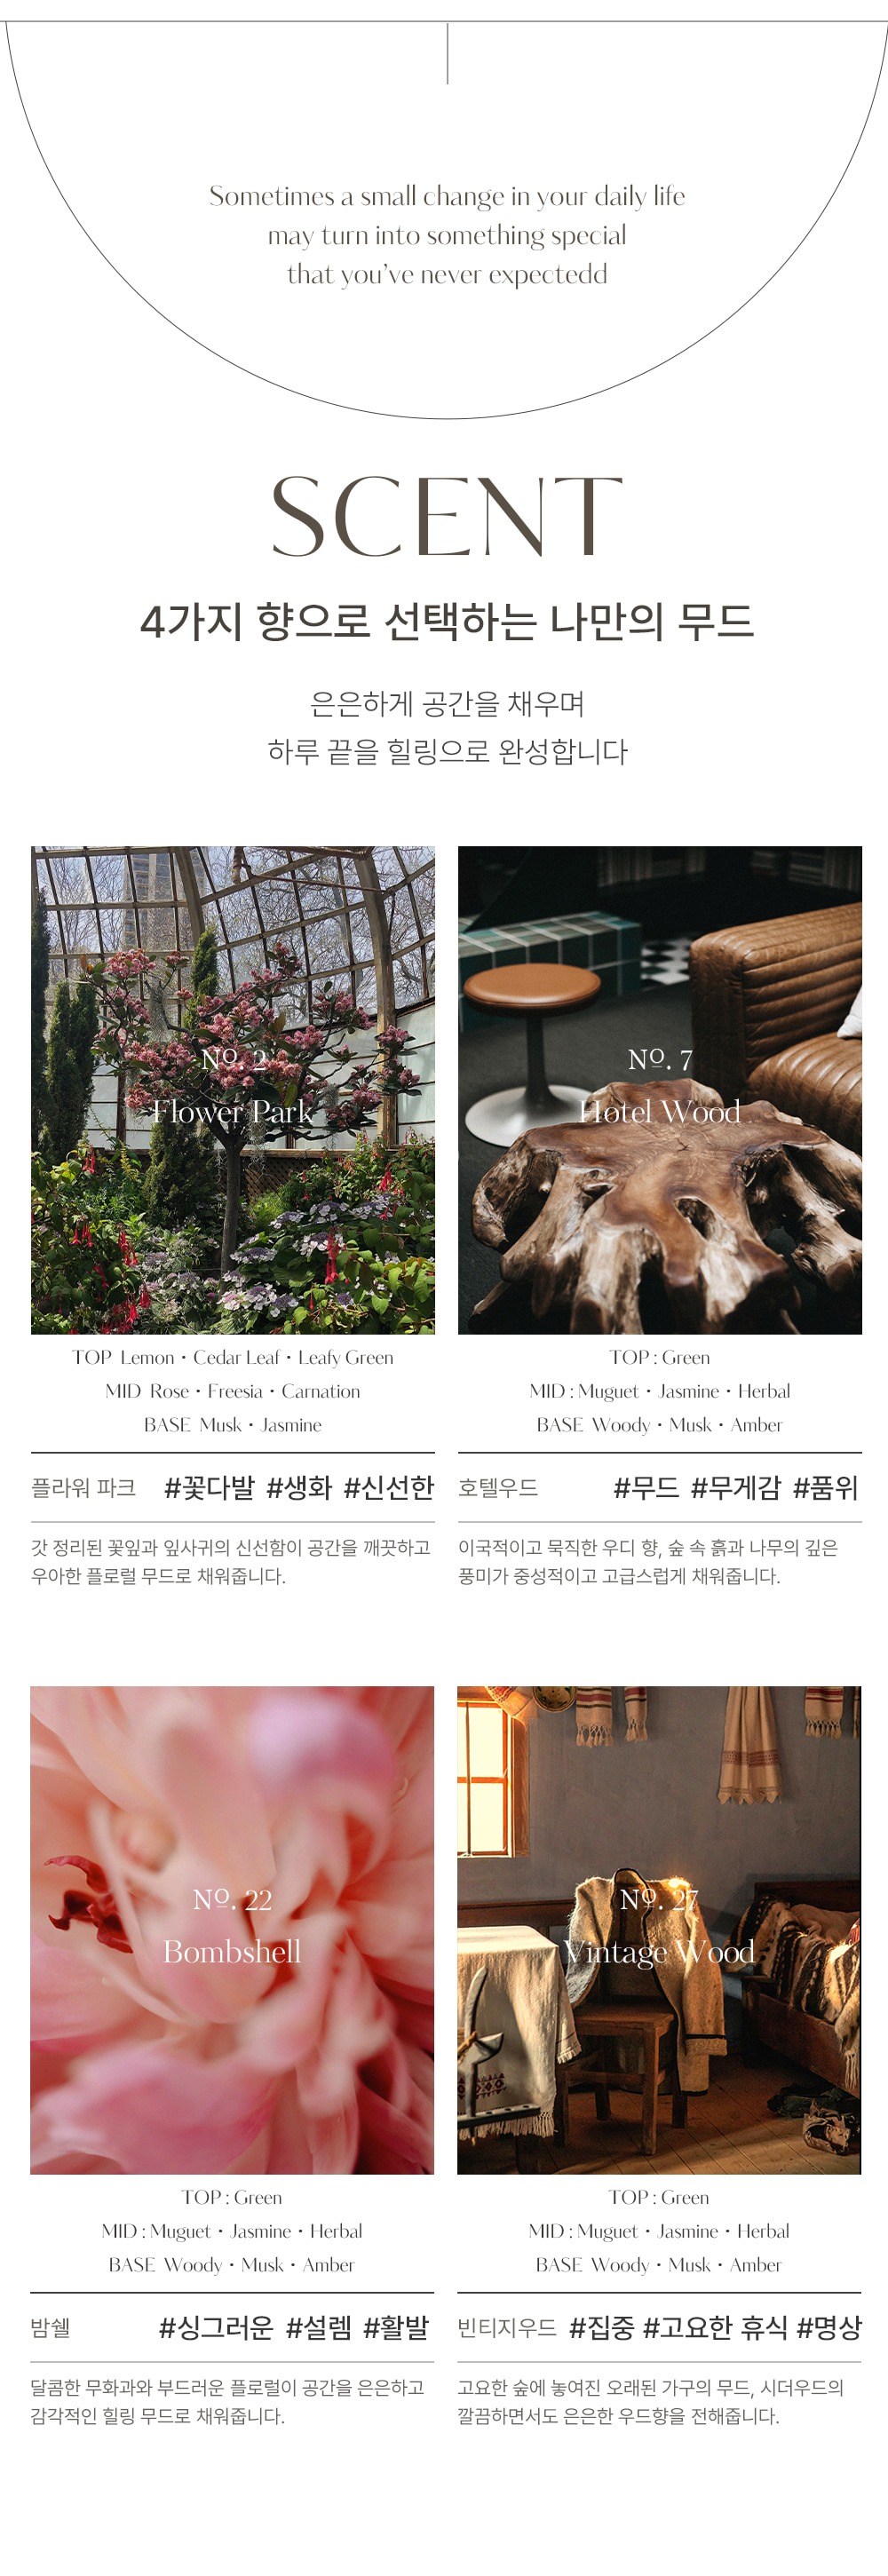 Sometimes a small change in your daily life
may turn into something special
that you’ve never expectedd
SCENT
4가지 향으로 선택하는 나만의 무드
은은하게 공간을 채우며
하루 끝을 힐링으로 완성합니다
Nº. 2
Flower Park
TOP Lemon · Cedar Leaf · Leafy Green
MID Rose · Freesia · Carnation
BASE Musk · Jasmine
플라워 파크 #꽃다발 #생화 #신선한
갓 정리된 꽃잎과 잎사귀의 신선함이 공간을 깨끗하고
우아한 플로럴 무드로 채워줍니다.
Nº. 7
Hotel Wood
TOP : Green
MID : Muguet · Jasmine · Herbal
BASE Woody · Musk · Amber
호텔우드 #무드 #무게감 #품위
이국적이고 묵직한 우디 향, 숲 속 흙과 나무의 깊은
풍미가 중성적이고 고급스럽게 채워줍니다.
Nº. 22
Bombshell
TOP : Green
MID : Muguet · Jasmine · Herbal
BASE Woody · Musk · Amber
밤쉘 #싱그러운 #설렘 #활발
달콤한 무화과와 부드러운 플로럴이 공간을 은은하고
감각적인 힐링 무드로 채워줍니다.
Nº. 27
Vintage Wood
TOP : Green
MID : Muguet · Jasmine · Herbal
BASE Woody · Musk · Amber
빈티지우드 #집중 #고요한 휴식 #명상
고요한 숲에 놓여진 오래된 가구의 무드, 시더우드의
깔끔하면서도 은은한 우드향을 전해줍니다.